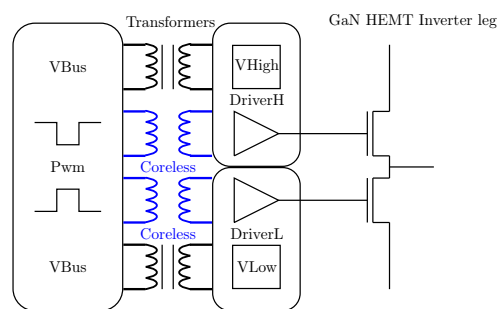 Transformers
GaN HEMT Inverter leg
VBus
VHigh
DriverH
Pwm
Coreless
Coreless
DriverL
VBus
VLow